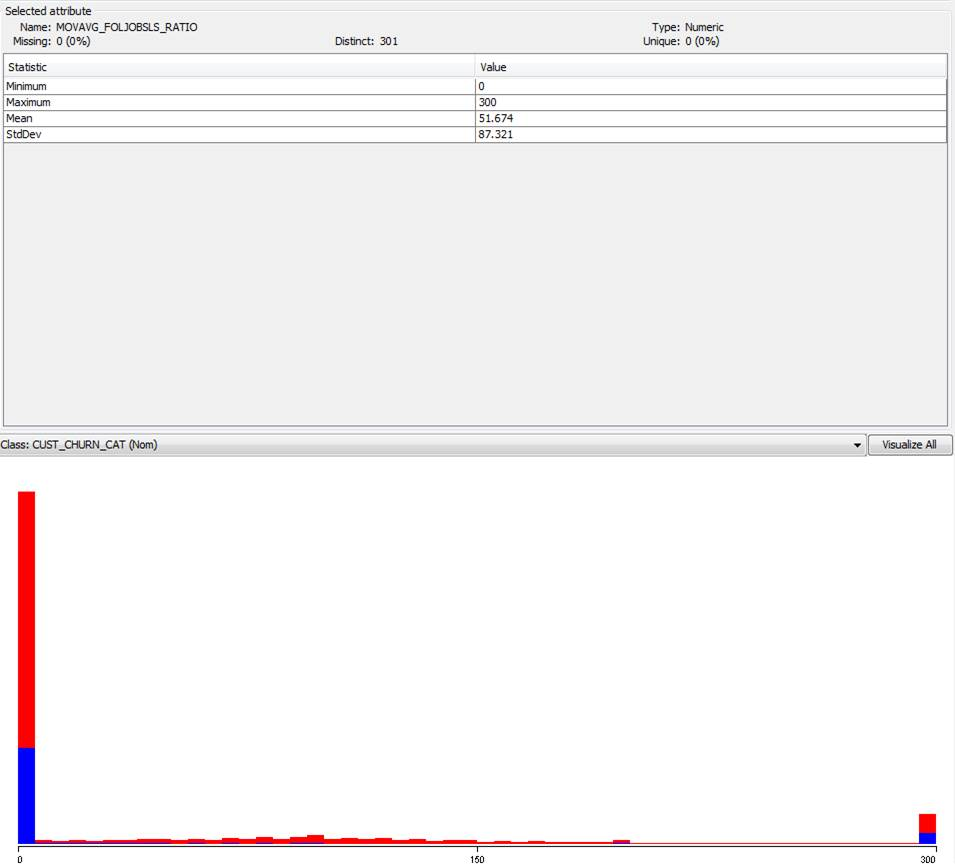 Selected attribute
Name: MOVAVG_FOLJOBSLS_RATIO Type: Numeric
Missing: 0 (0%) Distinct: 301 Unique: 0 (0%)
Statistic Value
Minimum 0
Maximum 300
Mean 51.674
StdDev 87.321
Class: CUST_CHURN_CAT (Nom) Visualize All
0 150 300